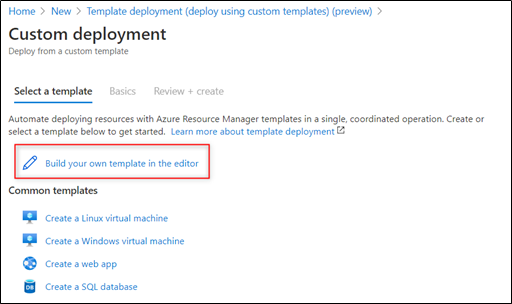 Home > New > Template deployment (deploy using custom templates) (preview) >
Custom deployment
Deploy from a custom template
Select a template Basics Review + create
Automate deploying resources with Azure Resource Manager templates in a single, coordinated operation. Create or
select a template below to get started. Learn more about template deployment
Build your own template in the editor
Common templates
Create a Linux virtual machine
Create a Windows virtual machine
Create a web app
DB Create a SQL database